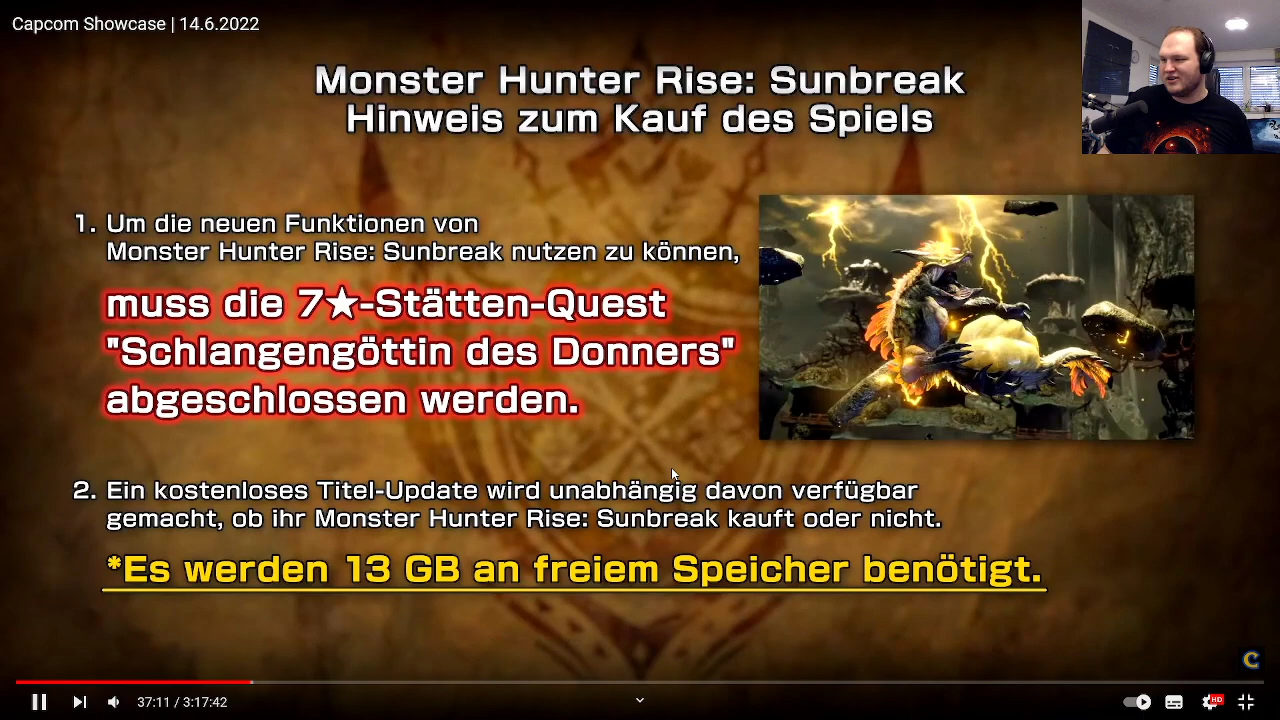 Capcom Showcase | 14.6.2022
Monster Hunter Rise: Sunbreak
Hinweis zum Kauf des Spiels
1. Um die neuen Funktionen von
Monster Hunter Rise: Sunbreak nutzen zu können,
muss die 7★-Stätten-Quest
"Schlangengöttin des Donners"
abgeschlossen werden.
2. Ein kostenloses Titel-Update wird unabhängig davon verfügbar
gemacht, ob ihr Monster Hunter Rise: Sunbreak kauft oder nicht.
*Es werden 13 GB an freiem Speicher benötigt.
C
37:11 / 3:17:42
HD